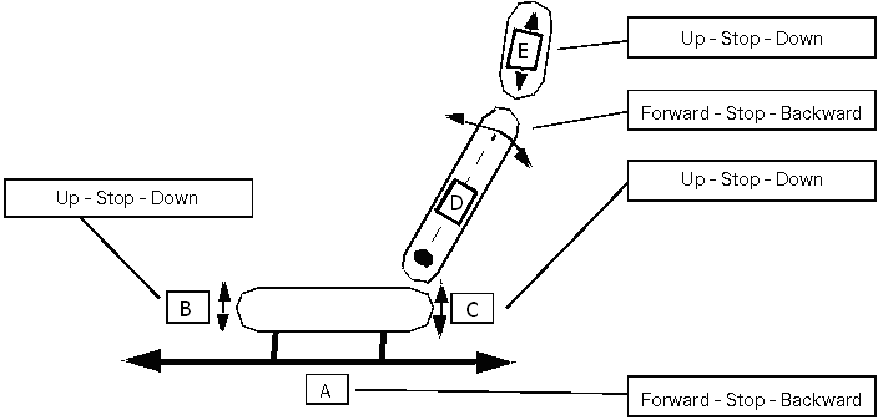 E
Up - Stop - Down
Forward - Stop - Backward
Up - Stop - Down
D
Up - Stop - Down
B
C
A
Forward - Stop - Backward